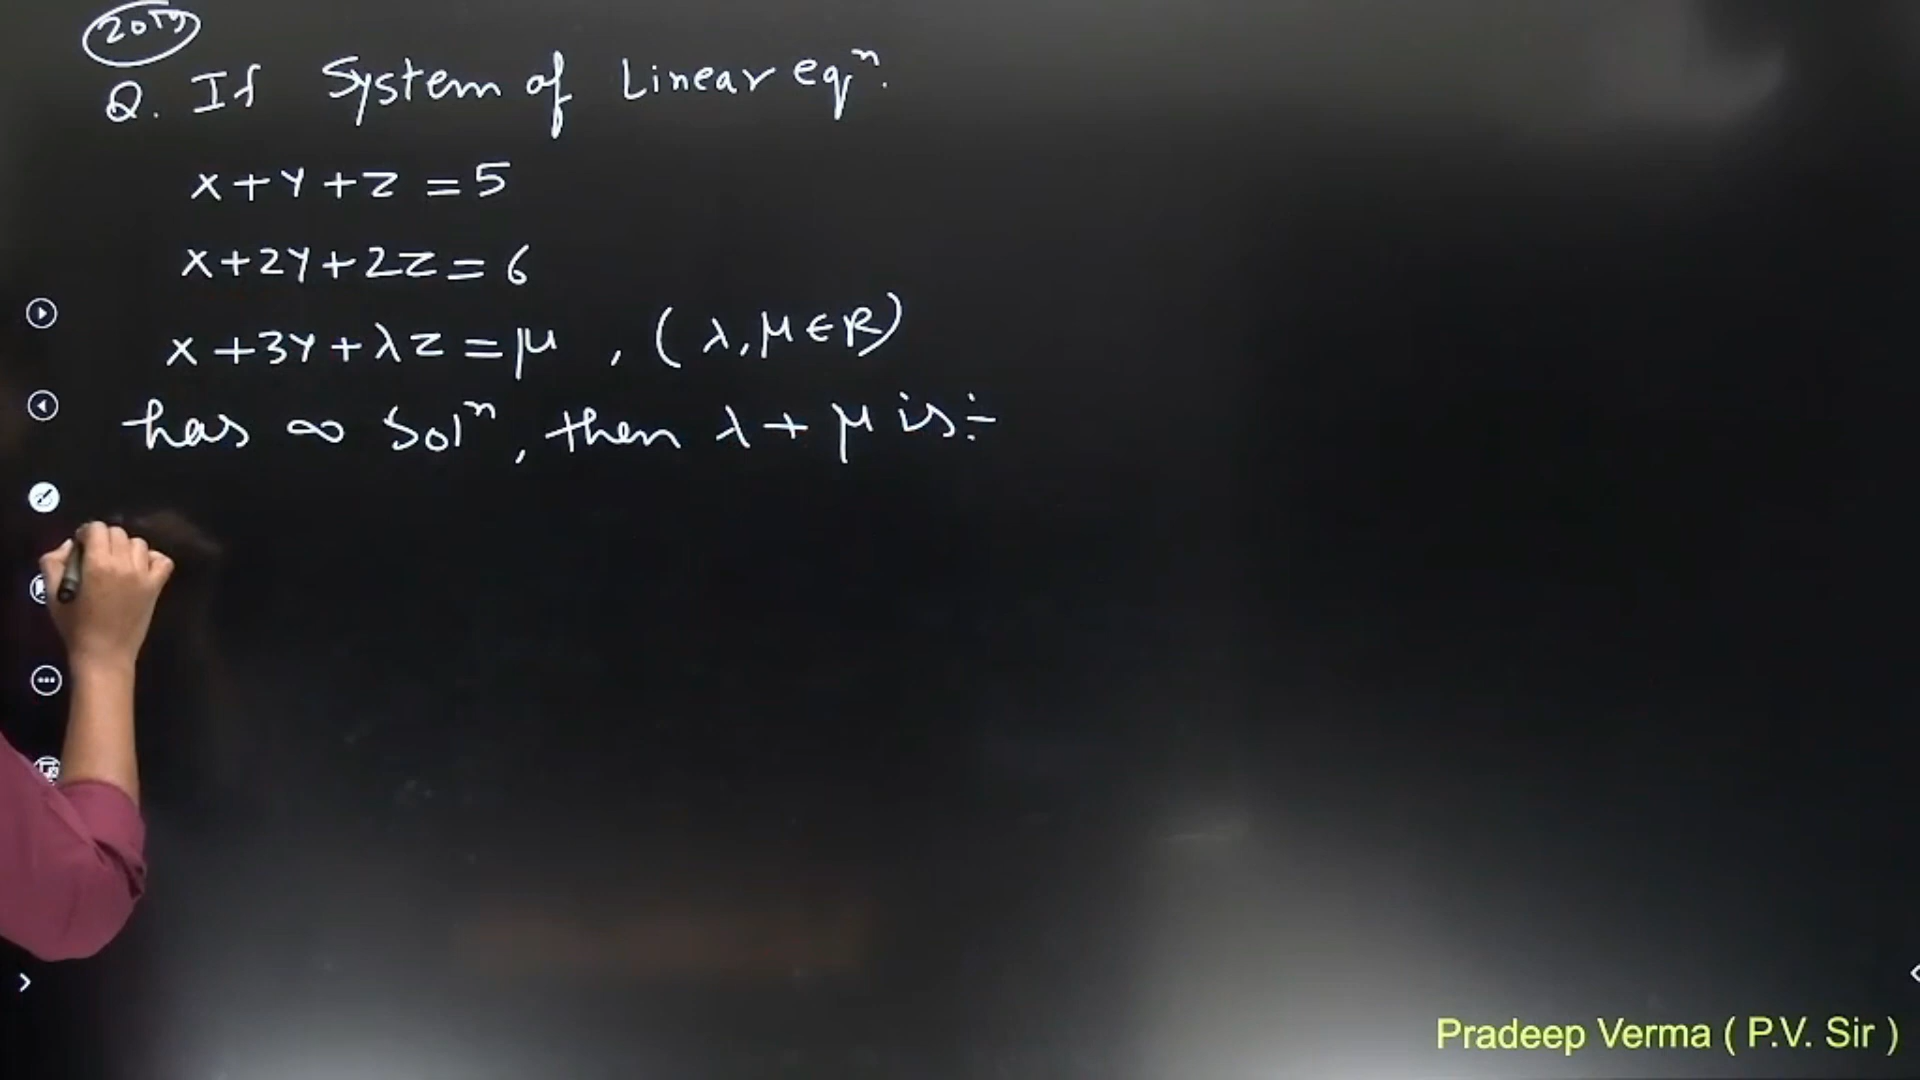 2019
Q. If System of Linear eqⁿ.
x+y+z=5
x+2y+2z=6
x+3y+λz=μ, (λ,μ∈R)
has ∞ Solⁿ, then λ+μ is÷
Pradeep Verma ( P.V. Sir )